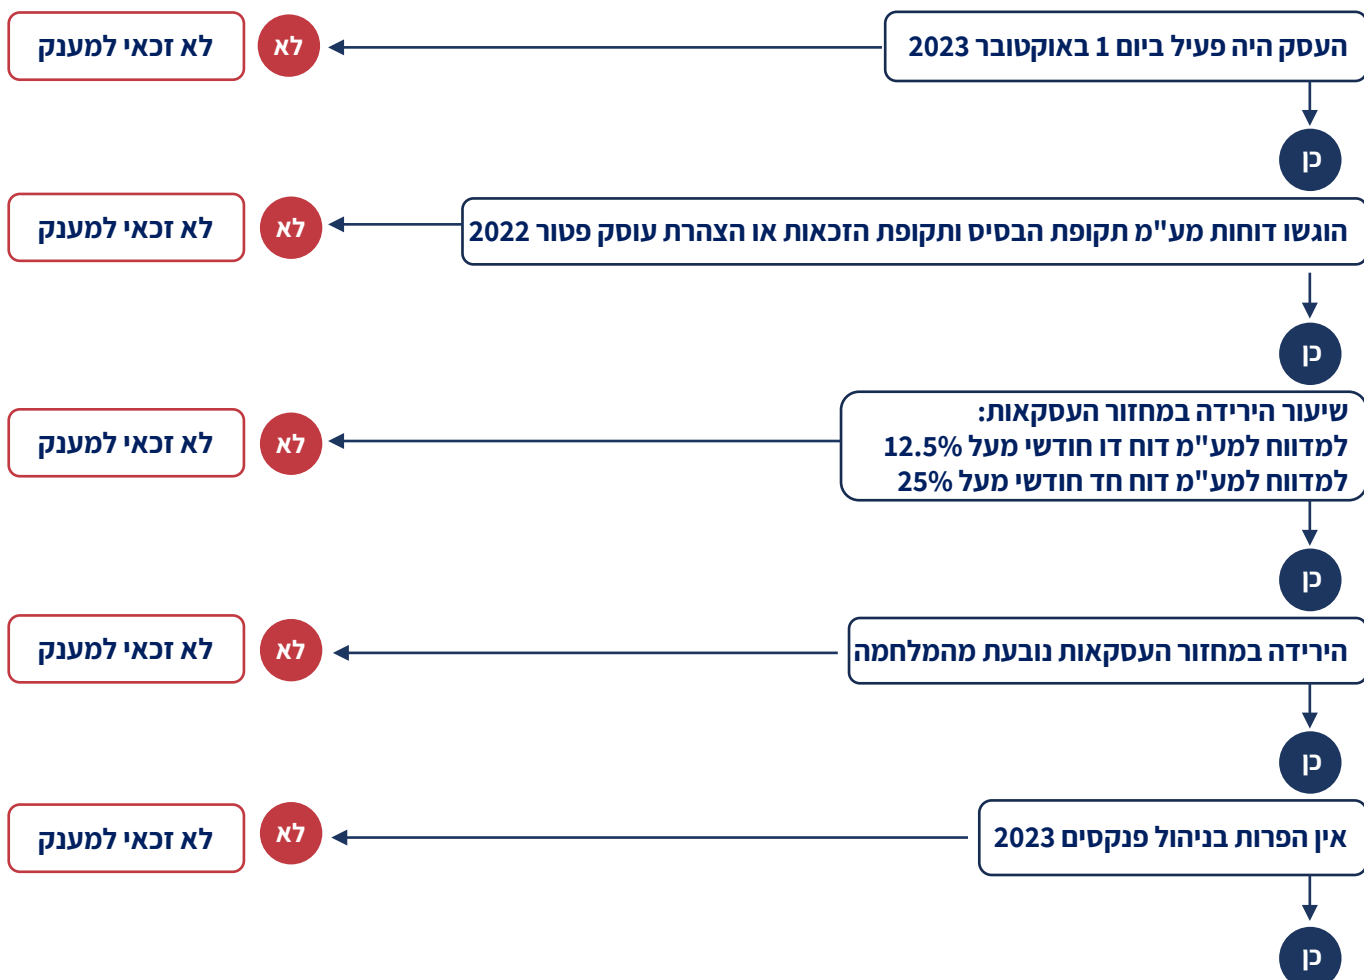 העסק היה פעיל ביום 1 באוקטובר 2023
לא
לא זכאי למענק
כן
הוגשו דוחות מע"מ תקופת הבסיס ותקופת הזכאות או הצהרת עוסק פטור 2022
לא
לא זכאי למענק
כן
שיעור הירידה במחזור העסקאות:
למדווח למע"מ דוח דו חודשי מעל 12.5%
למדווח למע"מ דוח חד חודשי מעל 25%
לא
לא זכאי למענק
כן
הירידה במחזור העסקאות נובעת מהמלחמה
לא
לא זכאי למענק
כן
אין הפרות בניהול פנקסים 2023
לא
לא זכאי למענק
כן